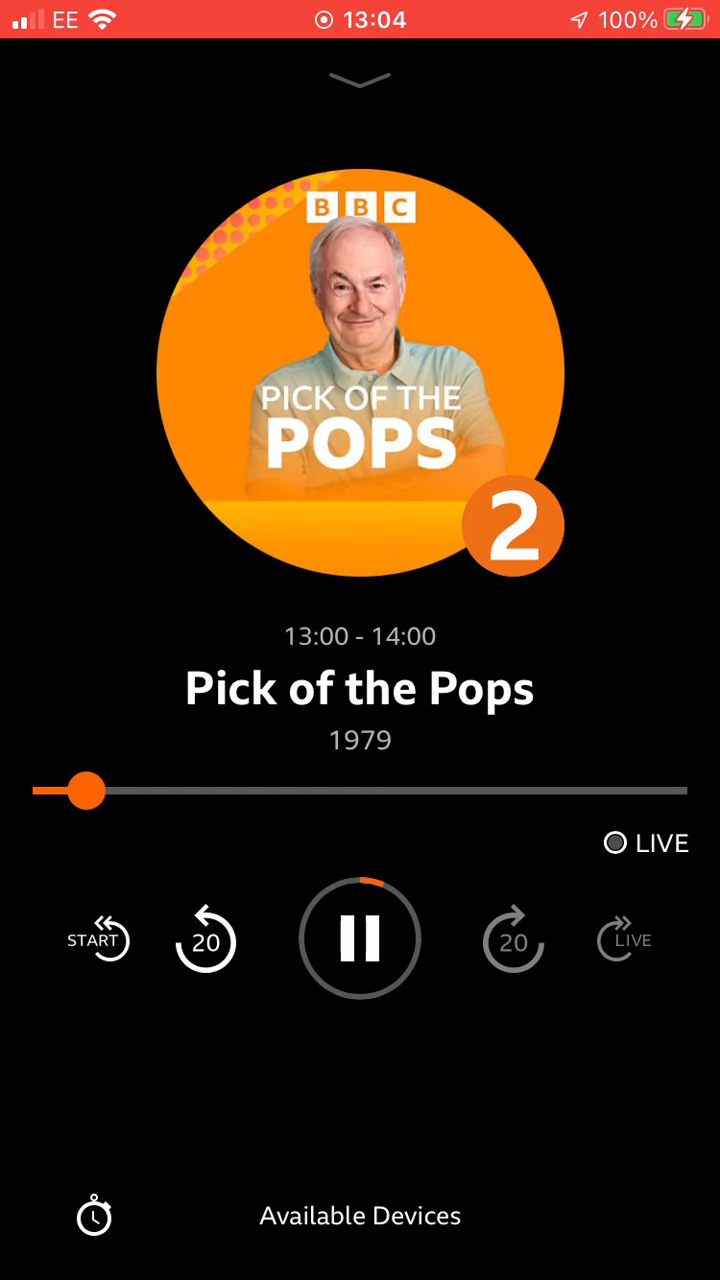 EE 13:04 100%
BBC
PICK OF THE
POPS
2
13:00 - 14:00
Pick of the Pops
1979
LIVE
START 20 20 LIVE
Available Devices